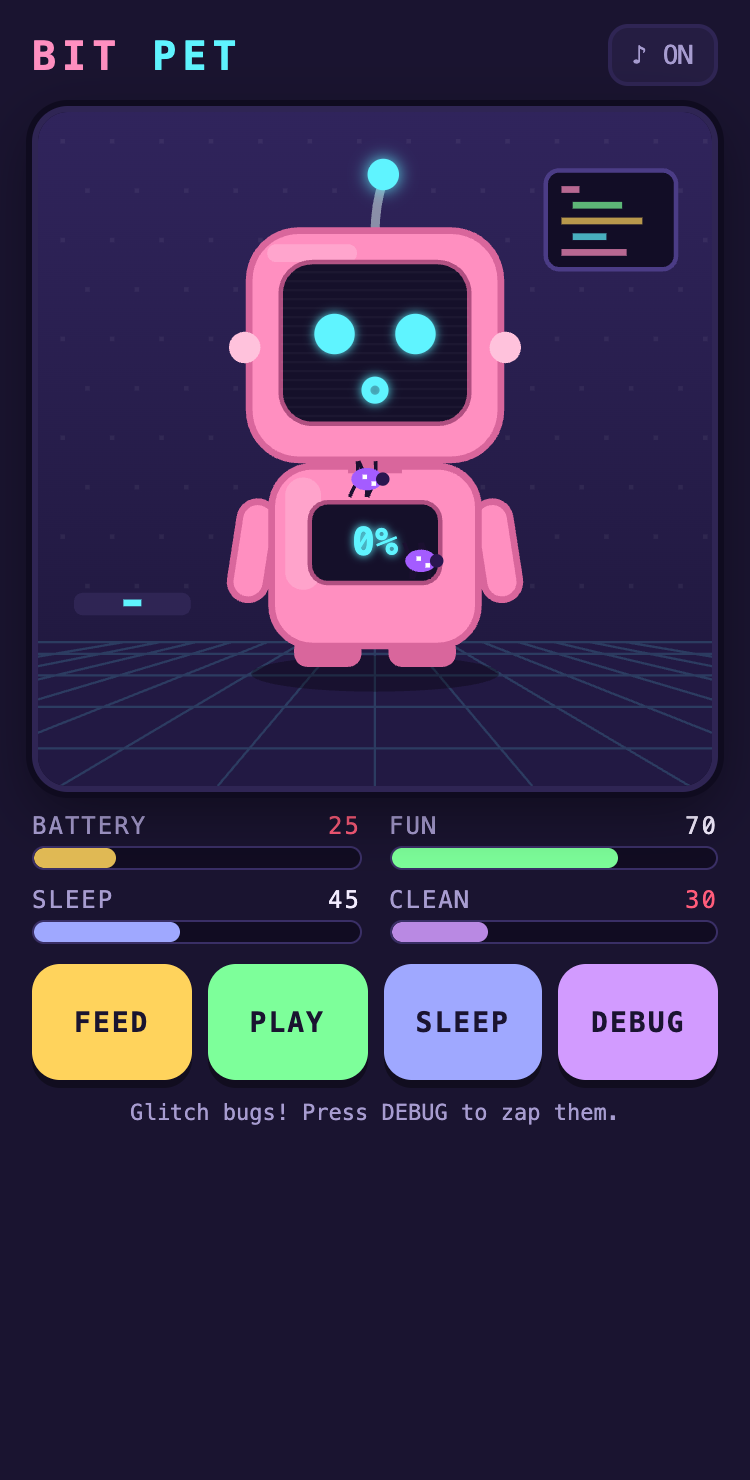 BIT PET
♪ ON
0%
BATTERY 25
FUN 70
SLEEP 45
CLEAN 30
FEED
PLAY
SLEEP
DEBUG
Glitch bugs! Press DEBUG to zap them.